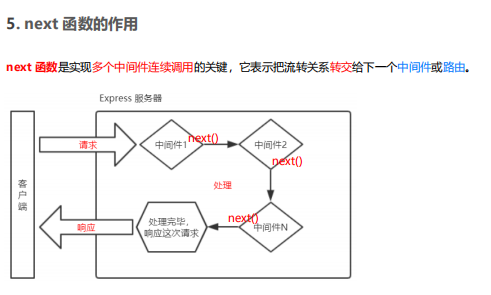 5. next 函数的作用
next 函数是实现多个中间件连续调用的关键，它表示把流转关系转交给下一个中间件或路由。
Express 服务器
请求
中间件1
next()
中间件2
next()
客户端
处理
响应
处理完毕，
响应这次请求
next()
中间件N